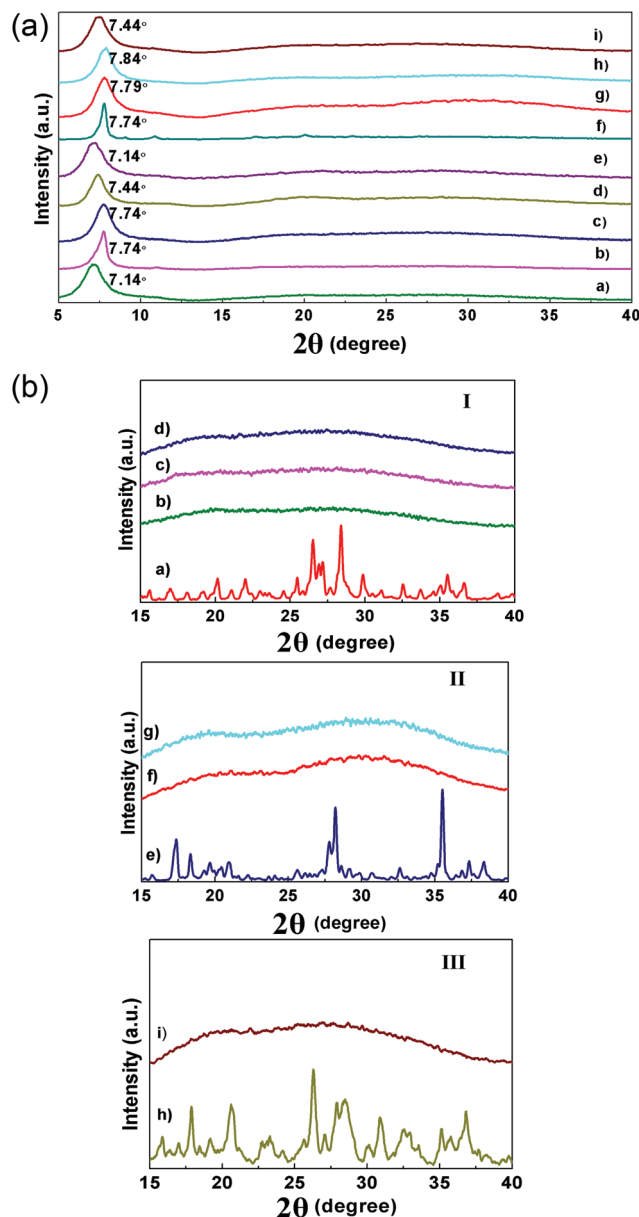 (a)
Intensity (a.u.)
7.44° i)
7.84° h)
7.79° g)
7.74° f)
7.14° e)
7.44° d)
7.74° c)
7.74° b)
7.14° a)
5 10 15 20 25 30 35 40
2θ (degree)
(b)
I
Intensity (a.u.)
d)
c)
b)
a)
15 20 25 30 35 40
2θ (degree)
II
Intensity (a.u.)
g)
f)
e)
15 20 25 30 35 40
2θ (degree)
III
Intensity (a.u.)
i)
h)
15 20 25 30 35 40
2θ (degree)